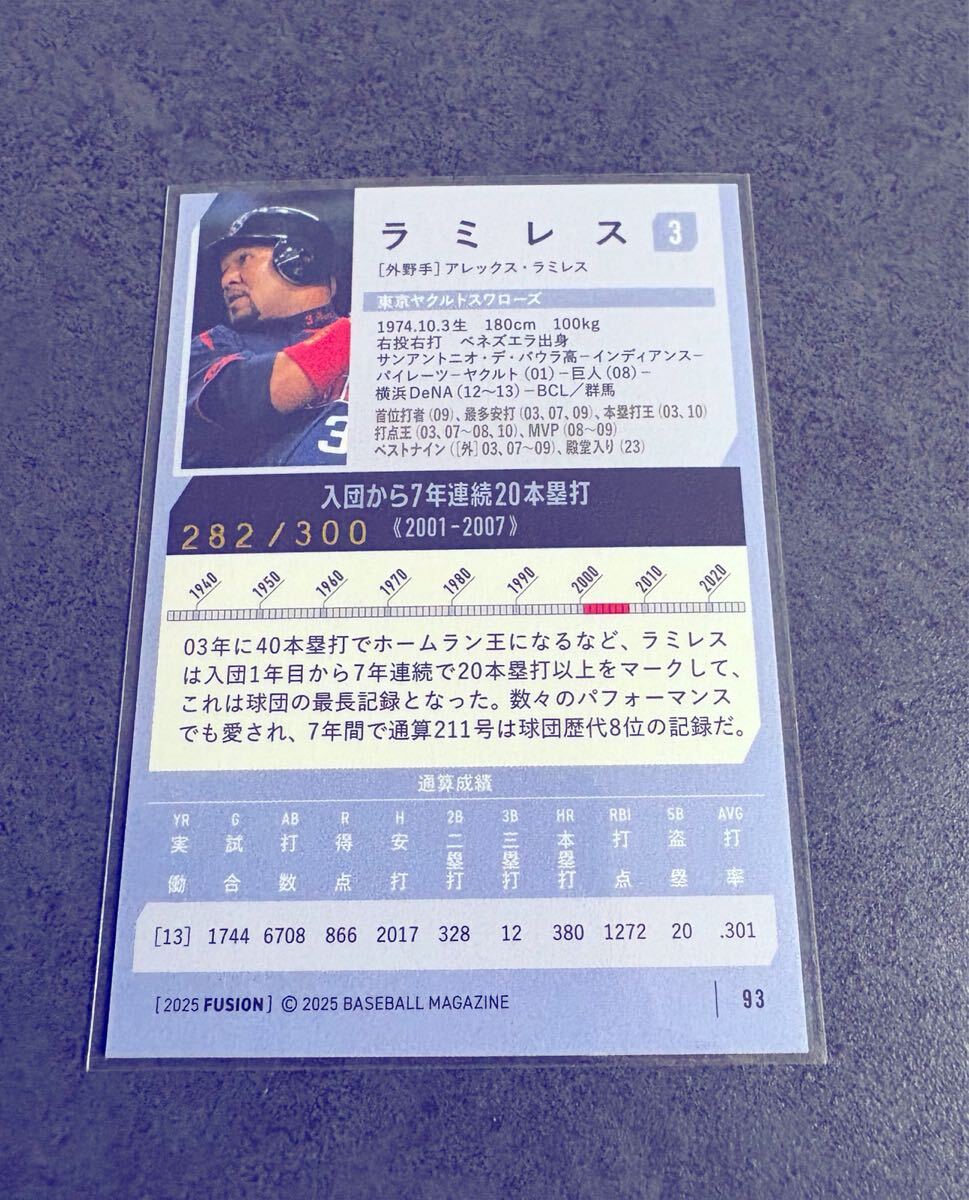 ラミレス 3
[外野手]アレックス・ラミレス
東京ヤクルトスワローズ
1974.10.3生 180cm 100kg
右投右打 ベネズエラ出身
サンアントニオ・デ・パウラ高−インディアンス−
パイレーツ−ヤクルト(01)−巨人(08)−
横浜DeNA(12〜13)−BCL/群馬
首位打者(09)、最多安打(03、07、09)、本塁打王(03、10)
打点王(03、07〜08、10)、MVP(08〜09)
ベストナイン([外]03、07〜09)、殿堂入り(23)
3
入団から7年連続20本塁打
282/300
《2001-2007》
1940 1950 1960 1970 1980 1990 2000 2010 2020
03年に40本塁打でホームラン王になるなど、ラミレス
は入団1年目から7年連続で20本塁打以上をマークして、
これは球団の最長記録となった。数々のパフォーマンス
でも愛され、7年間で通算211号は球団歴代8位の記録だ。
通算成績
YR G AB R H 2B 3B HR RBI SB AVG
実働 試合 打数 得点 安打 二塁打 三塁打 本塁打 打点 盗塁 打率
[13] 1744 6708 866 2017 328 12 380 1272 20 .301
[2025 FUSION] © 2025 BASEBALL MAGAZINE 93